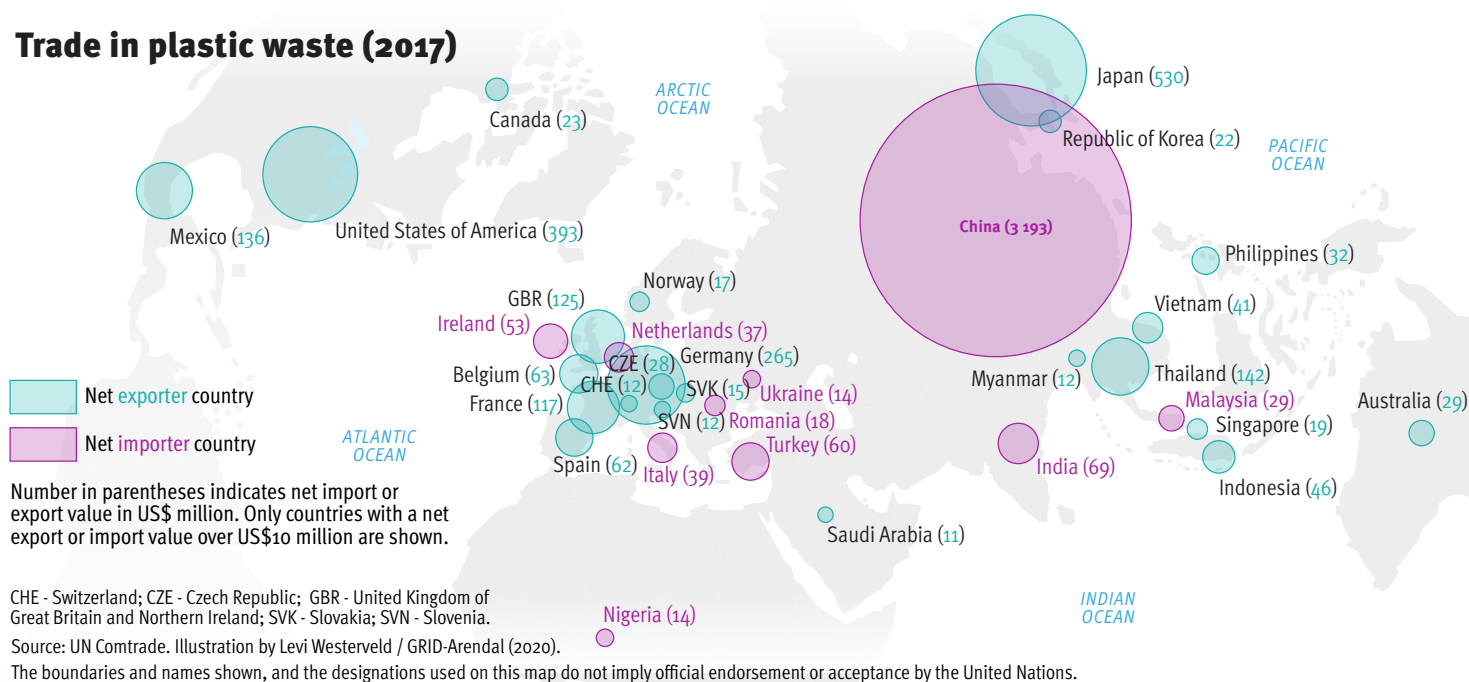 Trade in plastic waste (2017)
ARCTIC
OCEAN
Canada (23)
Japan (530)
Republic of Korea (22)
PACIFIC
OCEAN
Mexico (136)
United States of America (393)
China (3 193)
Philippines (32)
Vietnam (41)
Norway (17)
GBR (125)
Ireland (53)
Netherlands (37)
CZE (28)
Germany (265)
Belgium (63)
CHE (12)
SVK (15)
Ukraine (14)
France (117)
SVN (12)
Romania (18)
Turkey (60)
Spain (62)
Italy (39)
Myanmar (12)
Thailand (142)
Malaysia (29)
Singapore (19)
Australia (29)
India (69)
Indonesia (46)
Saudi Arabia (11)
Nigeria (14)
ATLANTIC
OCEAN
INDIAN
OCEAN
Net exporter country
Net importer country
Number in parentheses indicates net import or
export value in US$ million. Only countries with a net
export or import value over US$10 million are shown.
CHE - Switzerland; CZE - Czech Republic; GBR - United Kingdom of
Great Britain and Northern Ireland; SVK - Slovakia; SVN - Slovenia.
Source: UN Comtrade. Illustration by Levi Westerveld / GRID-Arendal (2020).
The boundaries and names shown, and the designations used on this map do not imply official endorsement or acceptance by the United Nations.